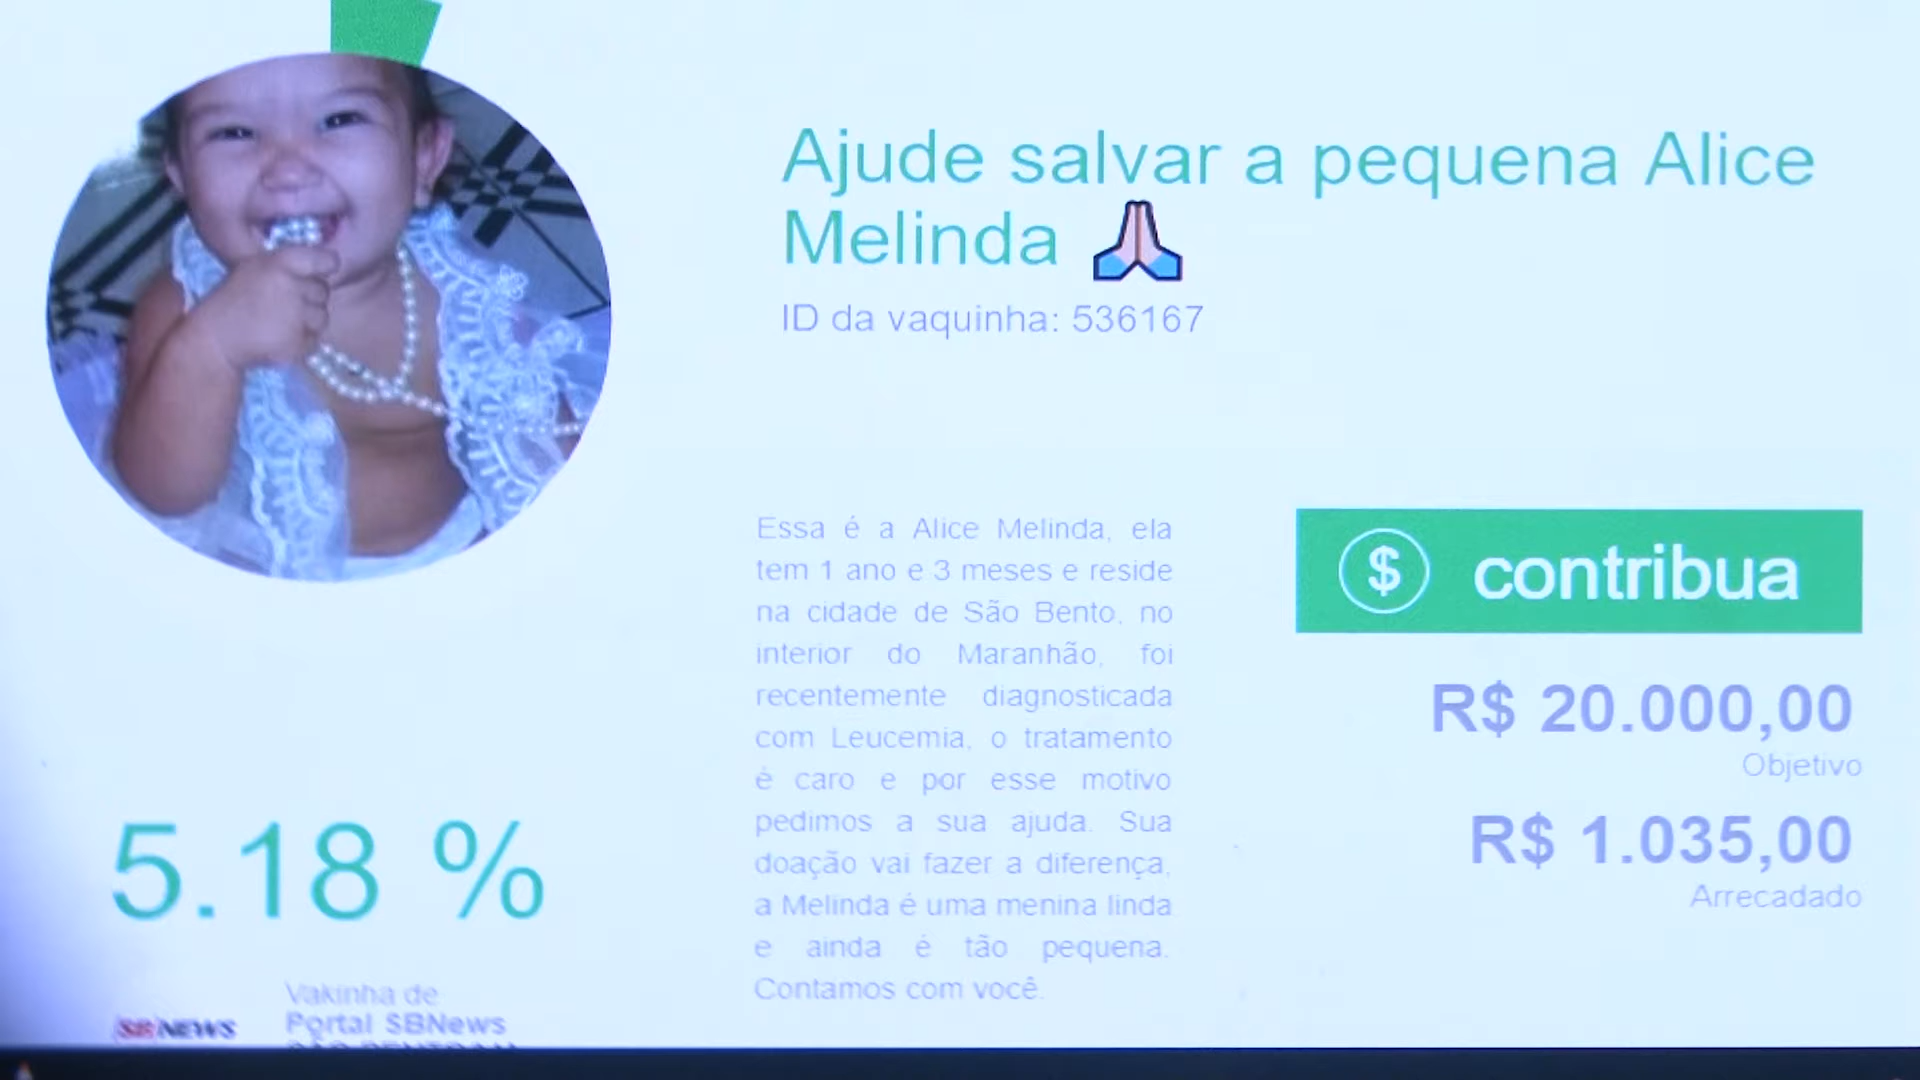 Ajude salvar a pequena Alice
Melinda 🙏
ID da vaquinha: 536167
Essa é a Alice Melinda, ela
tem 1 ano e 3 meses e reside
na cidade de São Bento, no
interior do Maranhão, foi
recentemente diagnosticada
com Leucemia, o tratamento
é caro e por esse motivo
pedimos a sua ajuda. Sua
doação vai fazer a diferença,
a Melinda é uma menina linda
e ainda é tão pequena.
Contamos com você.
$ contribua
R$ 20.000,00
Objetivo
R$ 1.035,00
Arrecadado
5.18 %
SBNEWS
Vakinha de
Portal SBNews